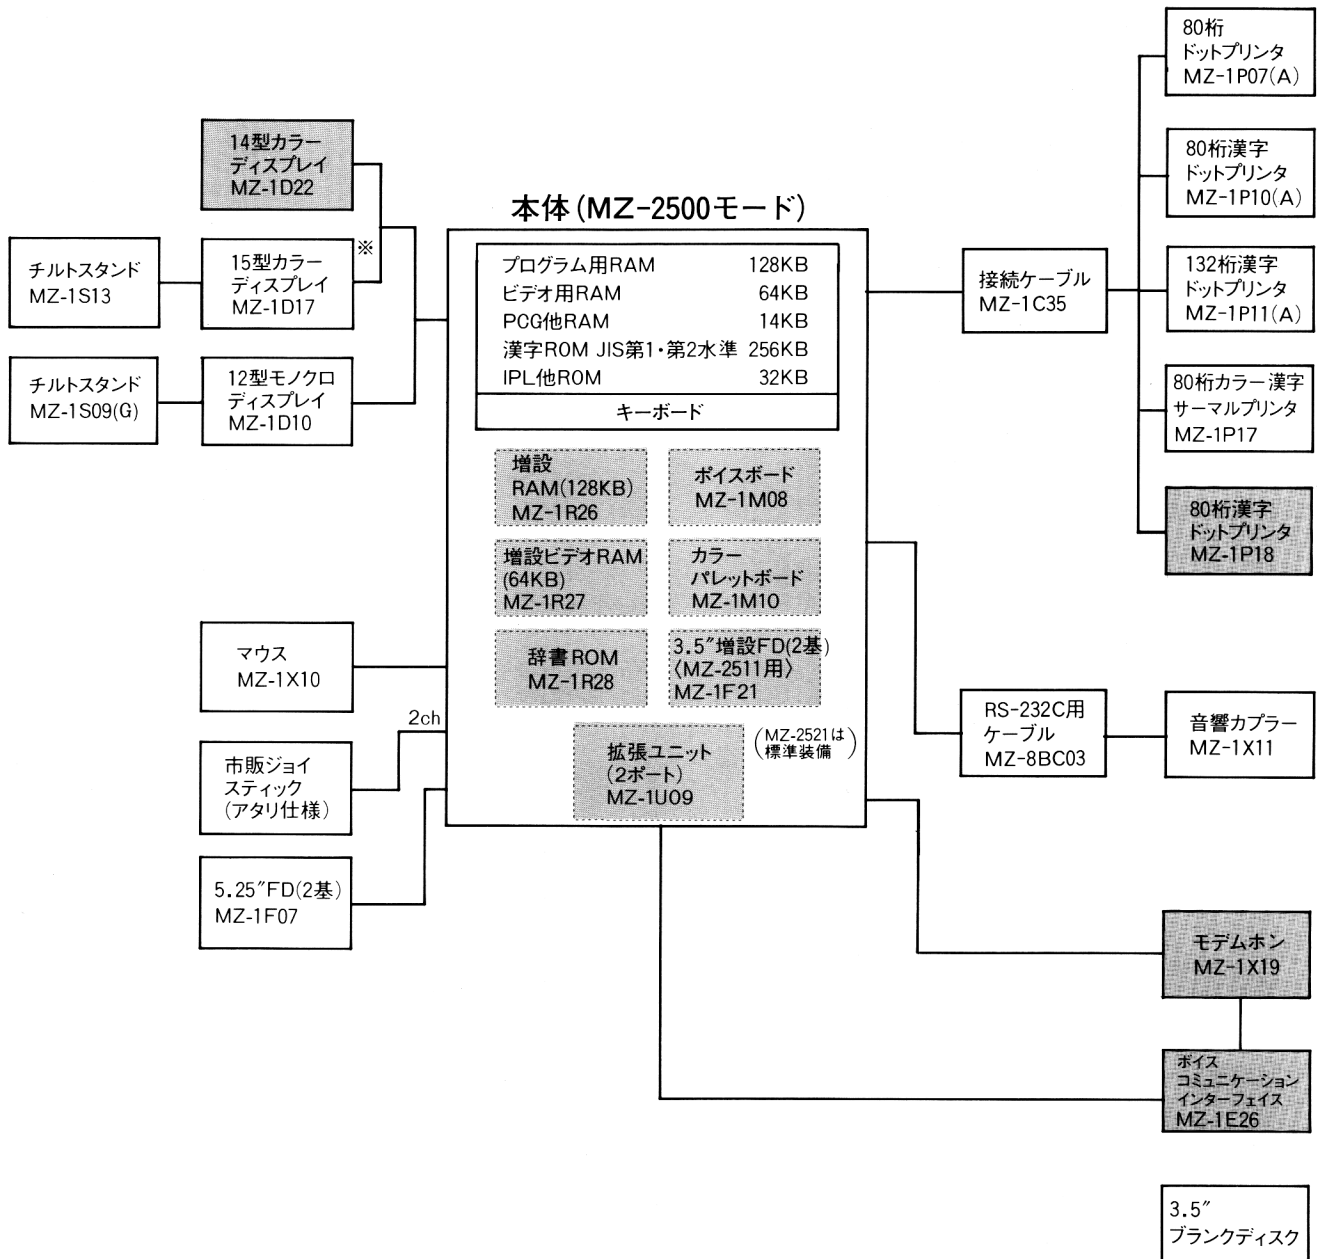 本体(MZ-2500モード)
プログラム用RAM 128KB
ビデオ用RAM 64KB
PCG他RAM 14KB
漢字ROM JIS第1・第2水準 256KB
IPL他ROM 32KB
キーボード
増設
RAM(128KB)
MZ-1R26
ボイスボード
MZ-1M08
増設ビデオRAM
(64KB)
MZ-1R27
カラー
パレットボード
MZ-1M10
辞書ROM
MZ-1R28
3.5″増設FD(2基)
〈MZ-2511用〉
MZ-1F21
(MZ-2521は
標準装備)
拡張ユニット
(2ポート)
MZ-1U09
14型カラー
ディスプレイ
MZ-1D22
※
チルトスタンド
MZ-1S13
15型カラー
ディスプレイ
MZ-1D17
チルトスタンド
MZ-1S09(G)
12型モノクロ
ディスプレイ
MZ-1D10
マウス
MZ-1X10
2ch
市販ジョイ
スティック
(アタリ仕様)
5.25″FD(2基)
MZ-1F07
接続ケーブル
MZ-1C35
80桁
ドットプリンタ
MZ-1P07(A)
80桁漢字
ドットプリンタ
MZ-1P10(A)
132桁漢字
ドットプリンタ
MZ-1P11(A)
80桁カラー漢字
サーマルプリンタ
MZ-1P17
80桁漢字
ドットプリンタ
MZ-1P18
RS-232C用
ケーブル
MZ-8BC03
音響カプラー
MZ-1X11
モデムホン
MZ-1X19
ボイス
コミュニケーション
インターフェイス
MZ-1E26
3.5″
ブランクディスク